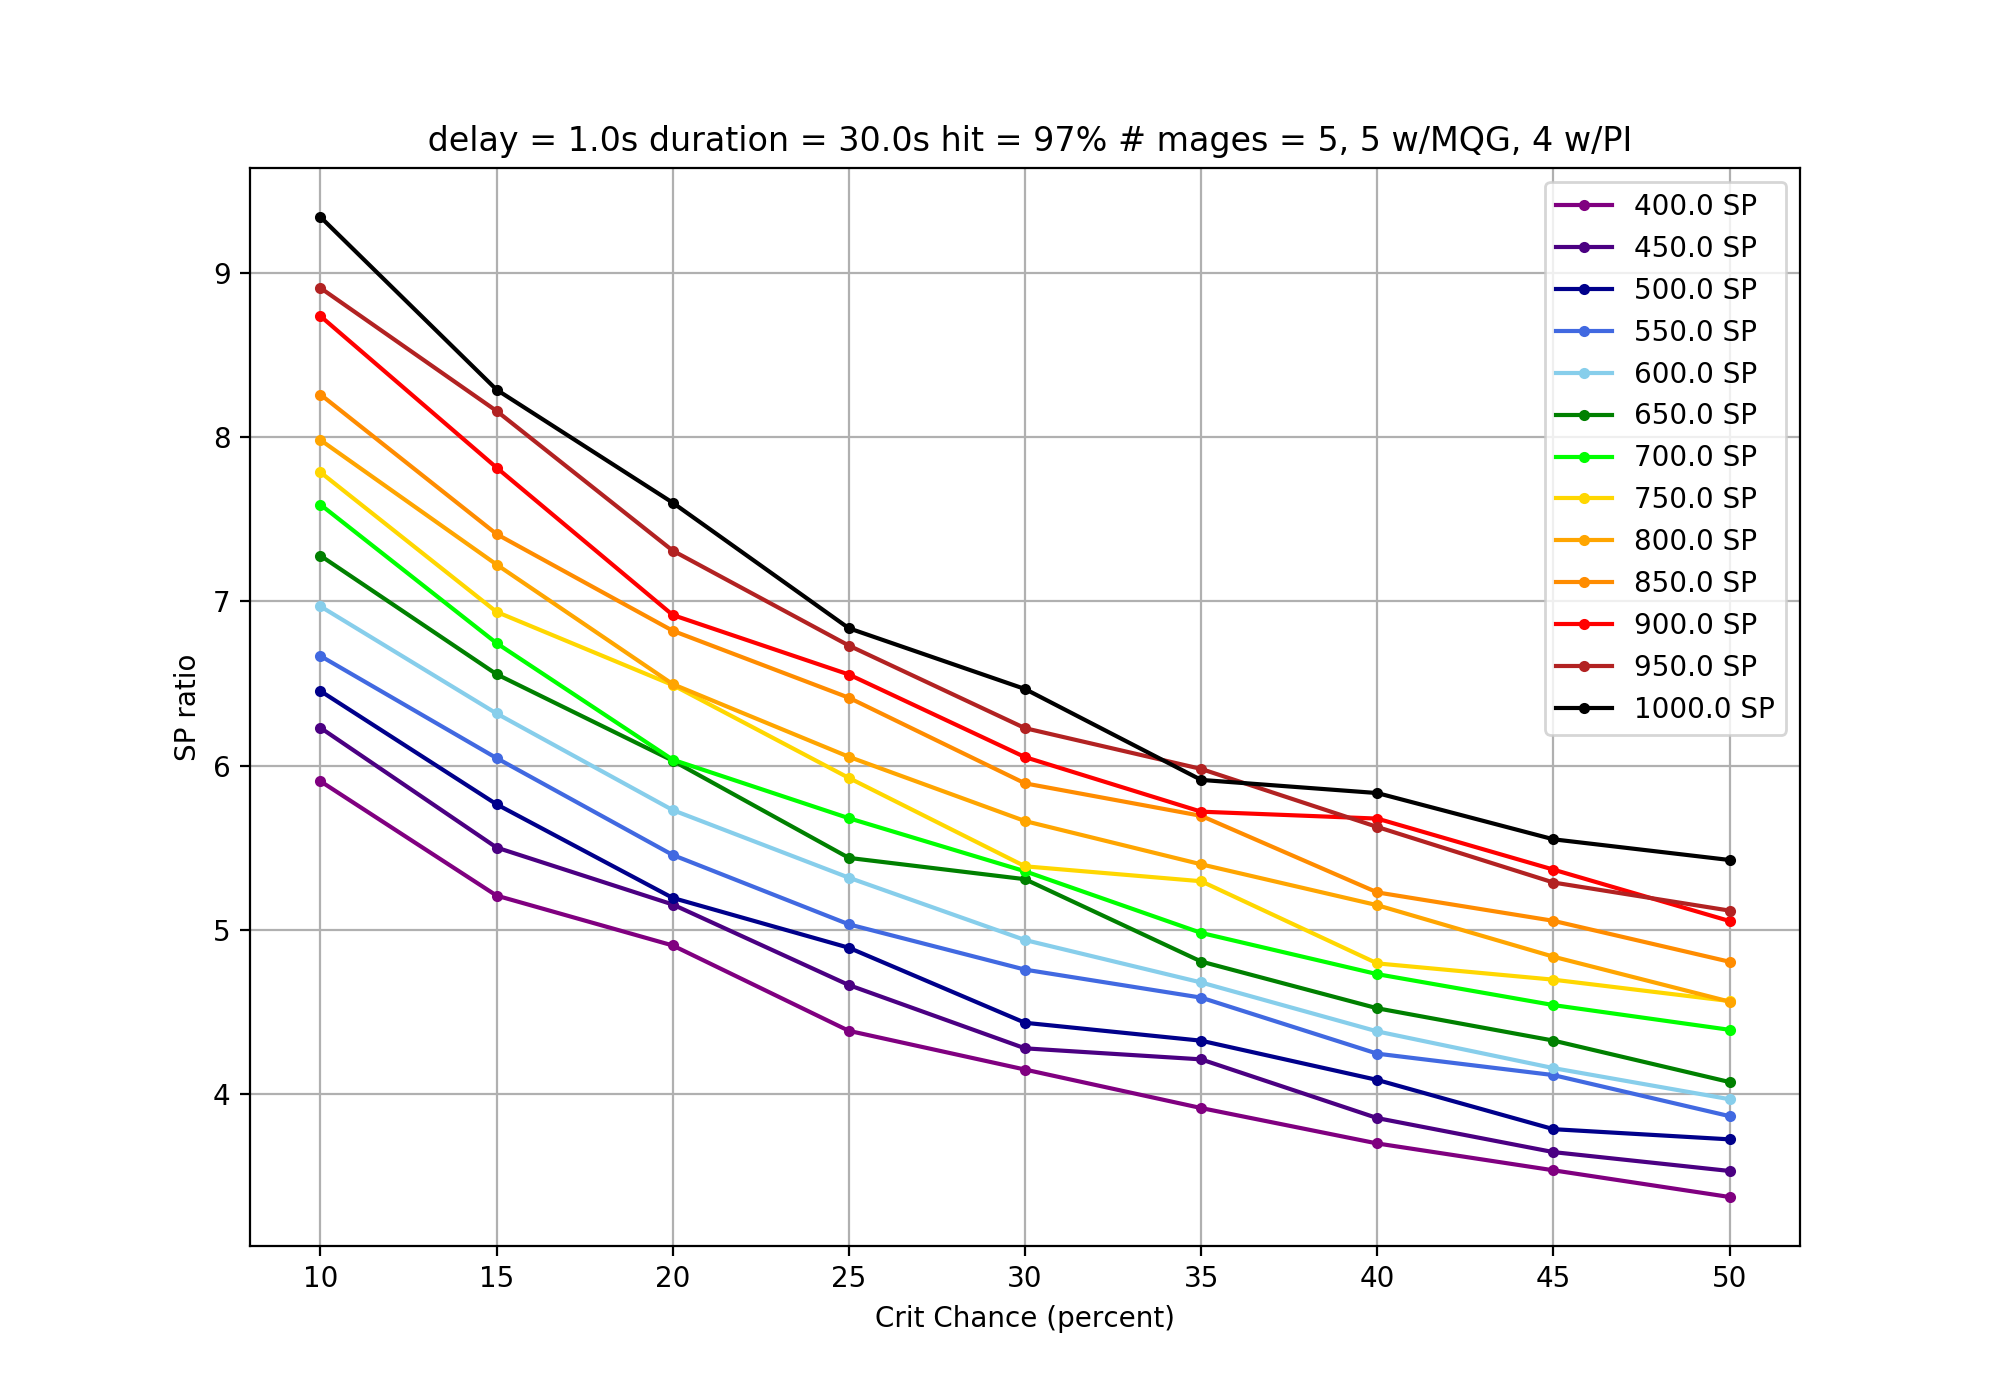 delay = 1.0s duration = 30.0s hit = 97% # mages = 5, 5 w/MQG, 4 w/PI
SP ratio
9
8
7
6
5
4
400.0 SP
450.0 SP
500.0 SP
550.0 SP
600.0 SP
650.0 SP
700.0 SP
750.0 SP
800.0 SP
850.0 SP
900.0 SP
950.0 SP
1000.0 SP
10 15 20 25 30 35 40 45 50
Crit Chance (percent)